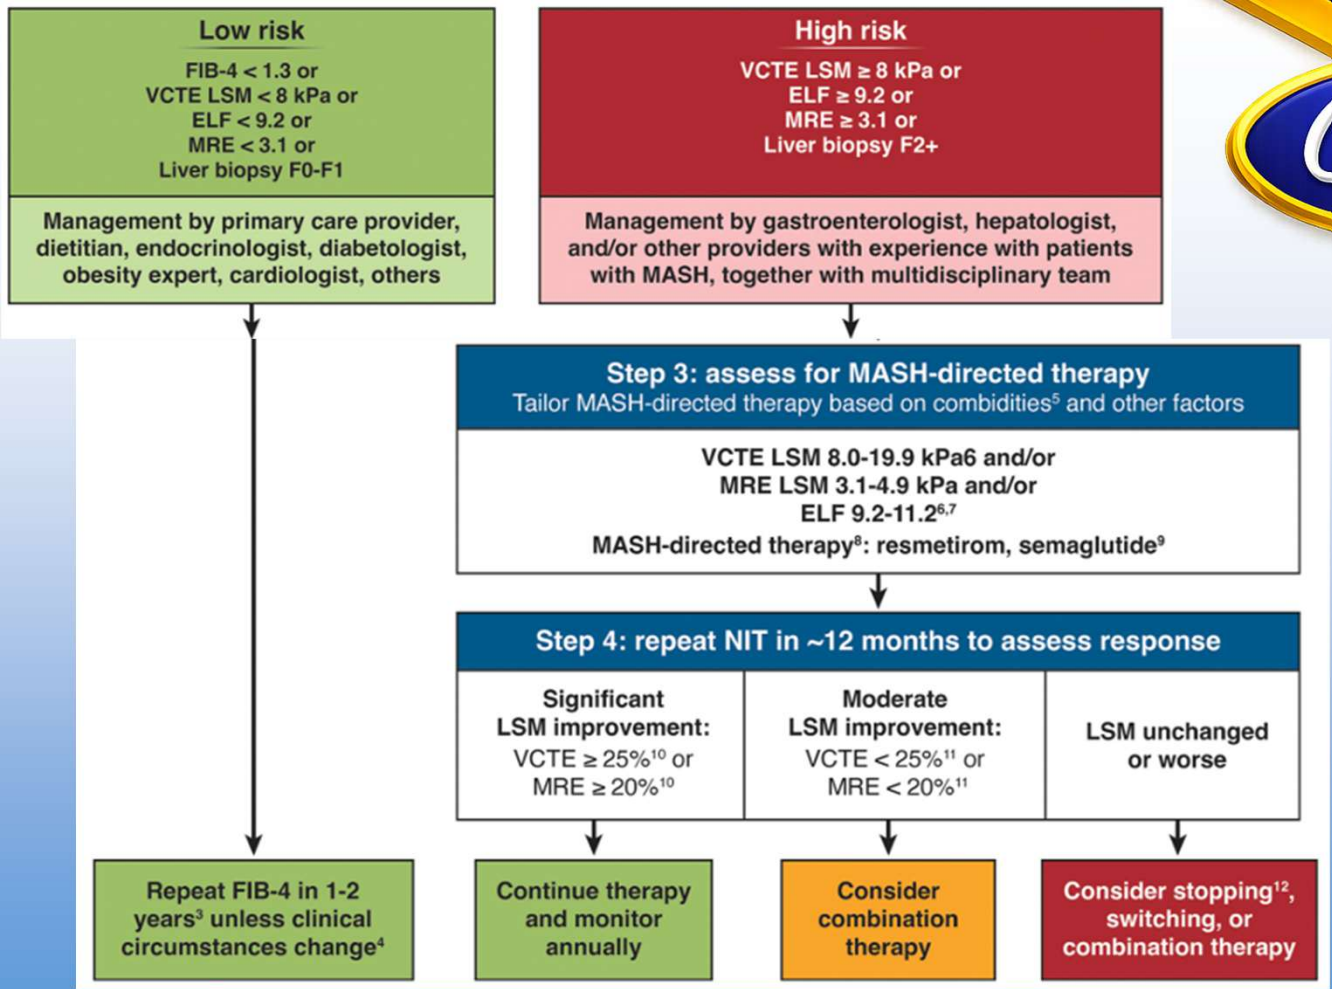 Low risk
FIB-4 < 1.3 or
VCTE LSM < 8 kPa or
ELF < 9.2 or
MRE < 3.1 or
Liver biopsy F0-F1
Management by primary care provider,
dietitian, endocrinologist, diabetologist,
obesity expert, cardiologist, others
High risk
VCTE LSM ≥ 8 kPa or
ELF ≥ 9.2 or
MRE ≥ 3.1 or
Liver biopsy F2+
Management by gastroenterologist, hepatologist,
and/or other providers with experience with patients
with MASH, together with multidisciplinary team
Step 3: assess for MASH-directed therapy
Tailor MASH-directed therapy based on combidities⁵ and other factors
VCTE LSM 8.0-19.9 kPa6 and/or
MRE LSM 3.1-4.9 kPa and/or
ELF 9.2-11.2⁶,⁷
MASH-directed therapy⁸: resmetirom, semaglutide⁹
Step 4: repeat NIT in ~12 months to assess response
Significant
LSM improvement:
VCTE ≥ 25%¹⁰ or
MRE ≥ 20%¹⁰
Moderate
LSM improvement:
VCTE < 25%¹¹ or
MRE < 20%¹¹
LSM unchanged
or worse
Repeat FIB-4 in 1-2
years³ unless clinical
circumstances change⁴
Continue therapy
and monitor
annually
Consider
combination
therapy
Consider stopping¹²,
switching, or
combination therapy